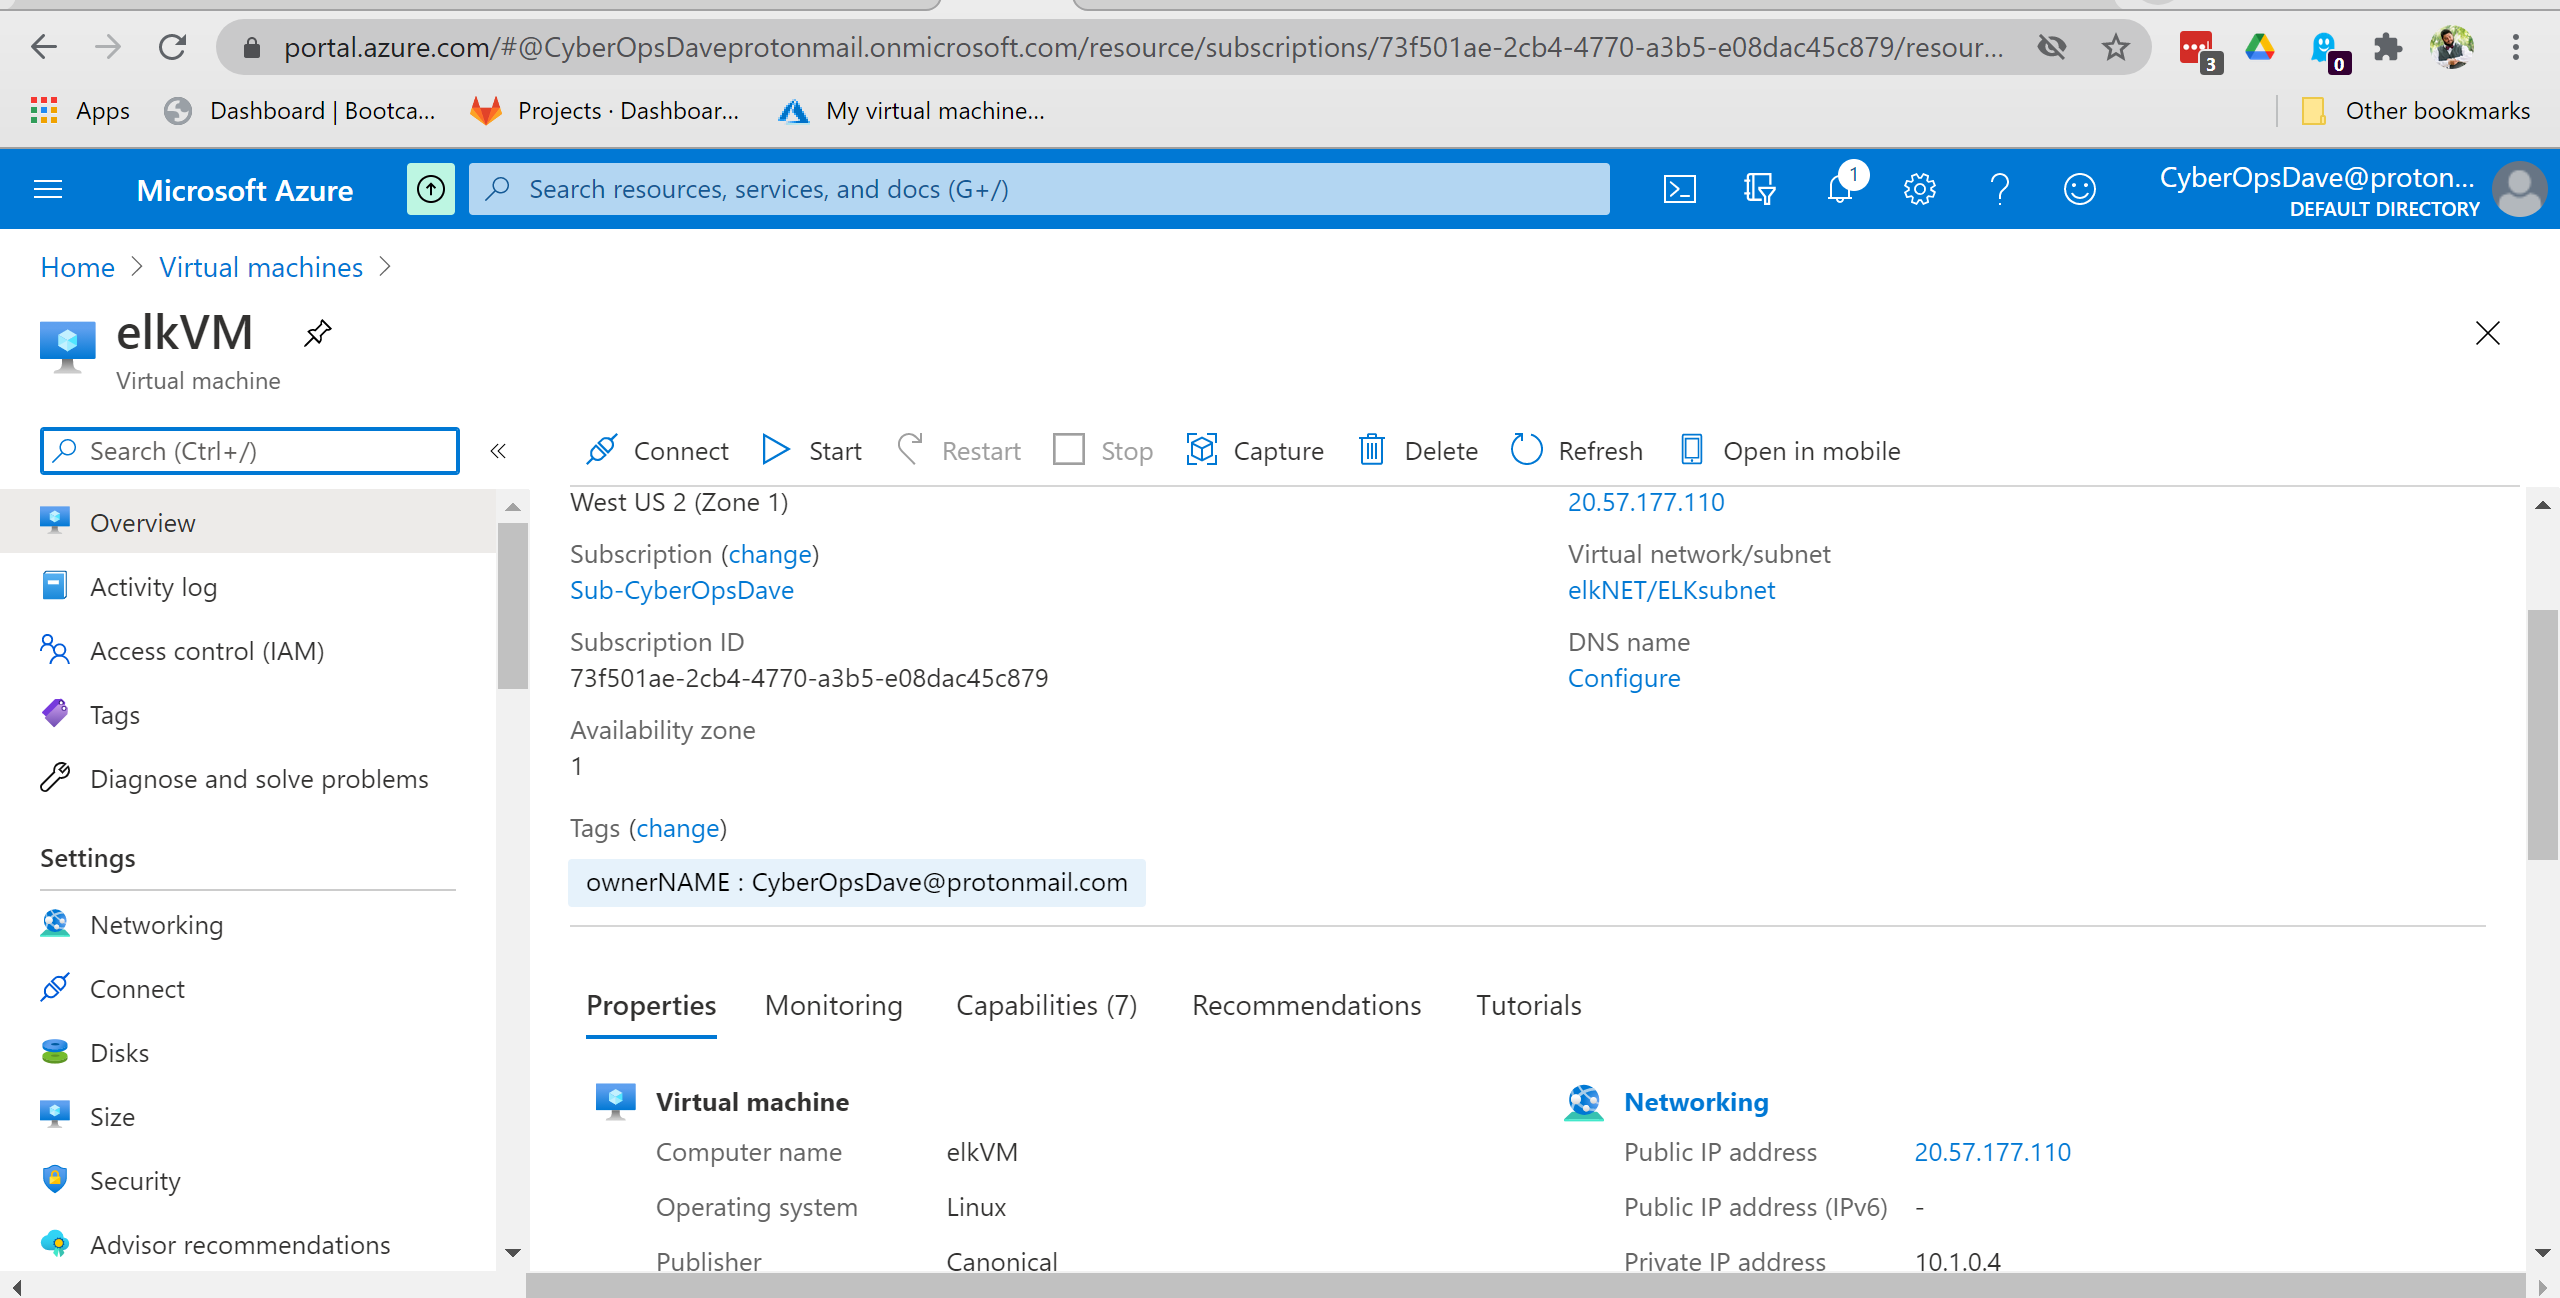 portal.azure.com/#@CyberOpsDaveprotonmail.onmicrosoft.com/resource/subscriptions/73f501ae-2cb4-4770-a3b5-e08dac45c879/resour...
3
0
Apps
Dashboard | Bootca...
Projects · Dashboar...
My virtual machine...
Other bookmarks
Microsoft Azure
Search resources, services, and docs (G+/)
1
CyberOpsDave@proton...
DEFAULT DIRECTORY
Home > Virtual machines >
elkVM
Virtual machine
Search (Ctrl+/)
«
Connect
Start
Restart
Stop
Capture
Delete
Refresh
Open in mobile
Overview
Activity log
Access control (IAM)
Tags
Diagnose and solve problems
Settings
Networking
Connect
Disks
Size
Security
Advisor recommendations
West US 2 (Zone 1)
Subscription (change)
Sub-CyberOpsDave
Subscription ID
73f501ae-2cb4-4770-a3b5-e08dac45c879
Availability zone
1
Tags (change)
ownerNAME : CyberOpsDave@protonmail.com
20.57.177.110
Virtual network/subnet
elkNET/ELKsubnet
DNS name
Configure
Properties
Monitoring
Capabilities (7)
Recommendations
Tutorials
Virtual machine
Computer name elkVM
Operating system Linux
Publisher Canonical
Networking
Public IP address 20.57.177.110
Public IP address (IPv6) -
Private IP address 10.1.0.4